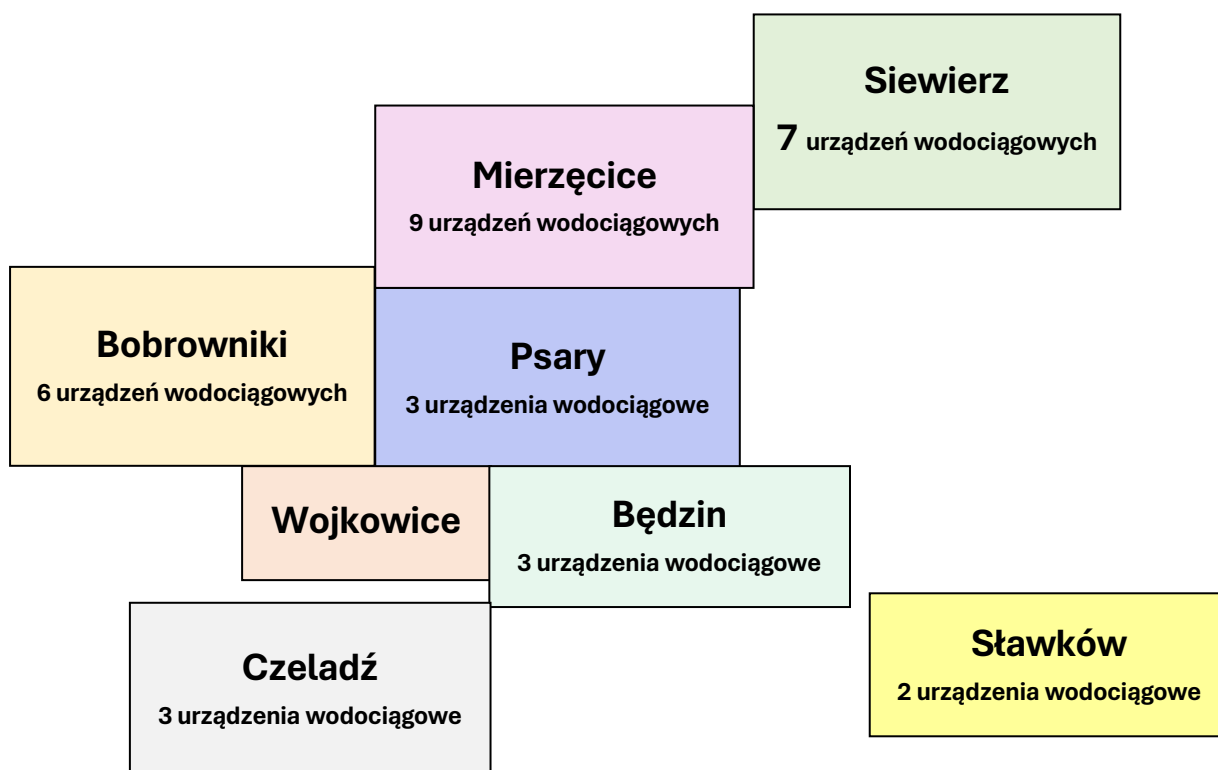 Siewierz
7 urządzeń wodociągowych
Mierzęcice
9 urządzeń wodociągowych
Bobrowniki
6 urządzeń wodociągowych
Psary
3 urządzenia wodociągowe
Wojkowice
Będzin
3 urządzenia wodociągowe
Czeladź
3 urządzenia wodociągowe
Sławków
2 urządzenia wodociągowe